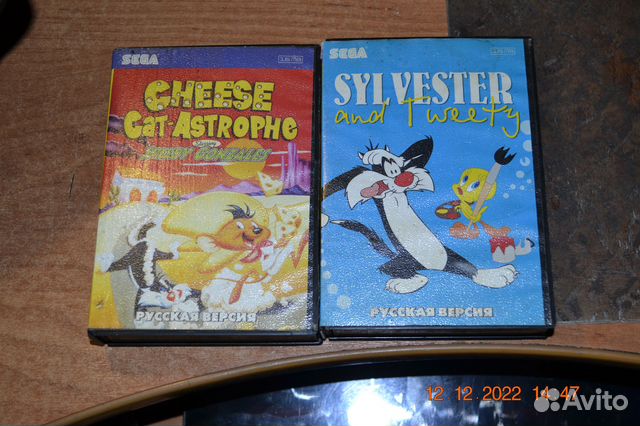 SEGA
CHEESE
CAT-ASTROPHE
SPEEDY GONZALES
РУССКАЯ ВЕРСИЯ
SEGA
SYLVESTER
and Tweety
РУССКАЯ ВЕРСИЯ
12 12 2022 14 47
Avito